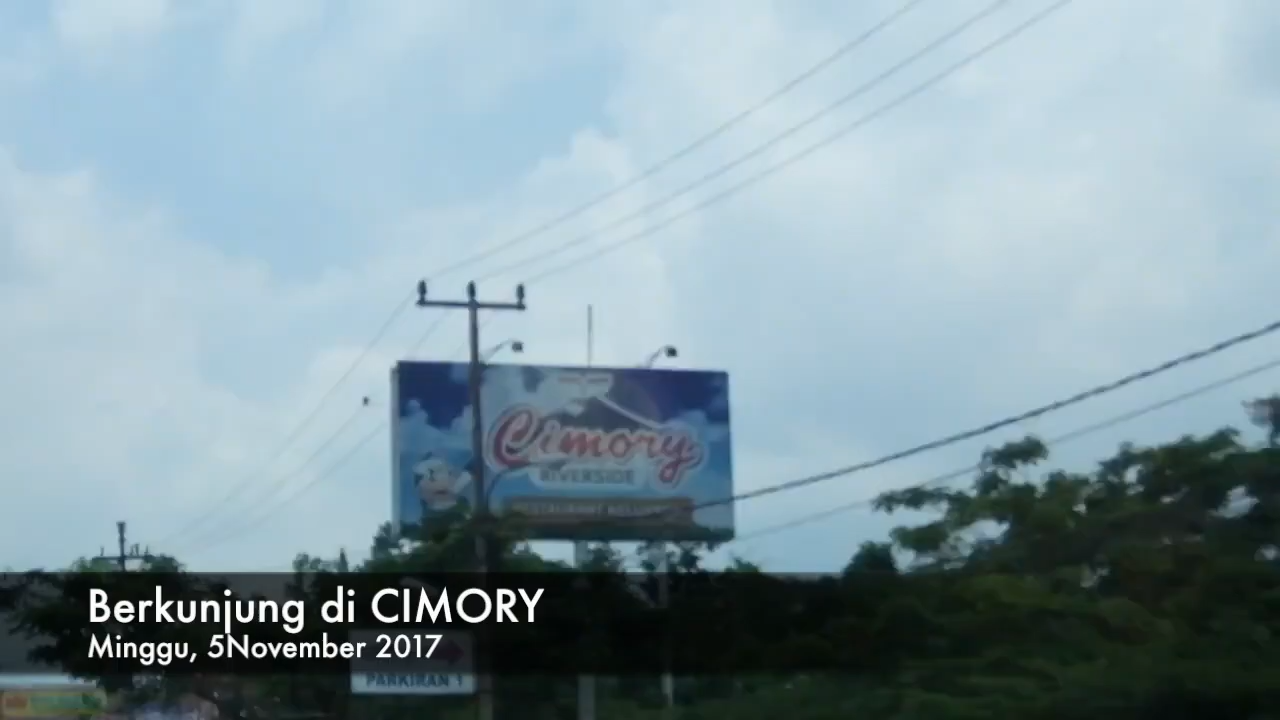 Cimory
RIVERSIDE
Berkunjung di CIMORY
Minggu, 5November 2017
PARKIRAN 1